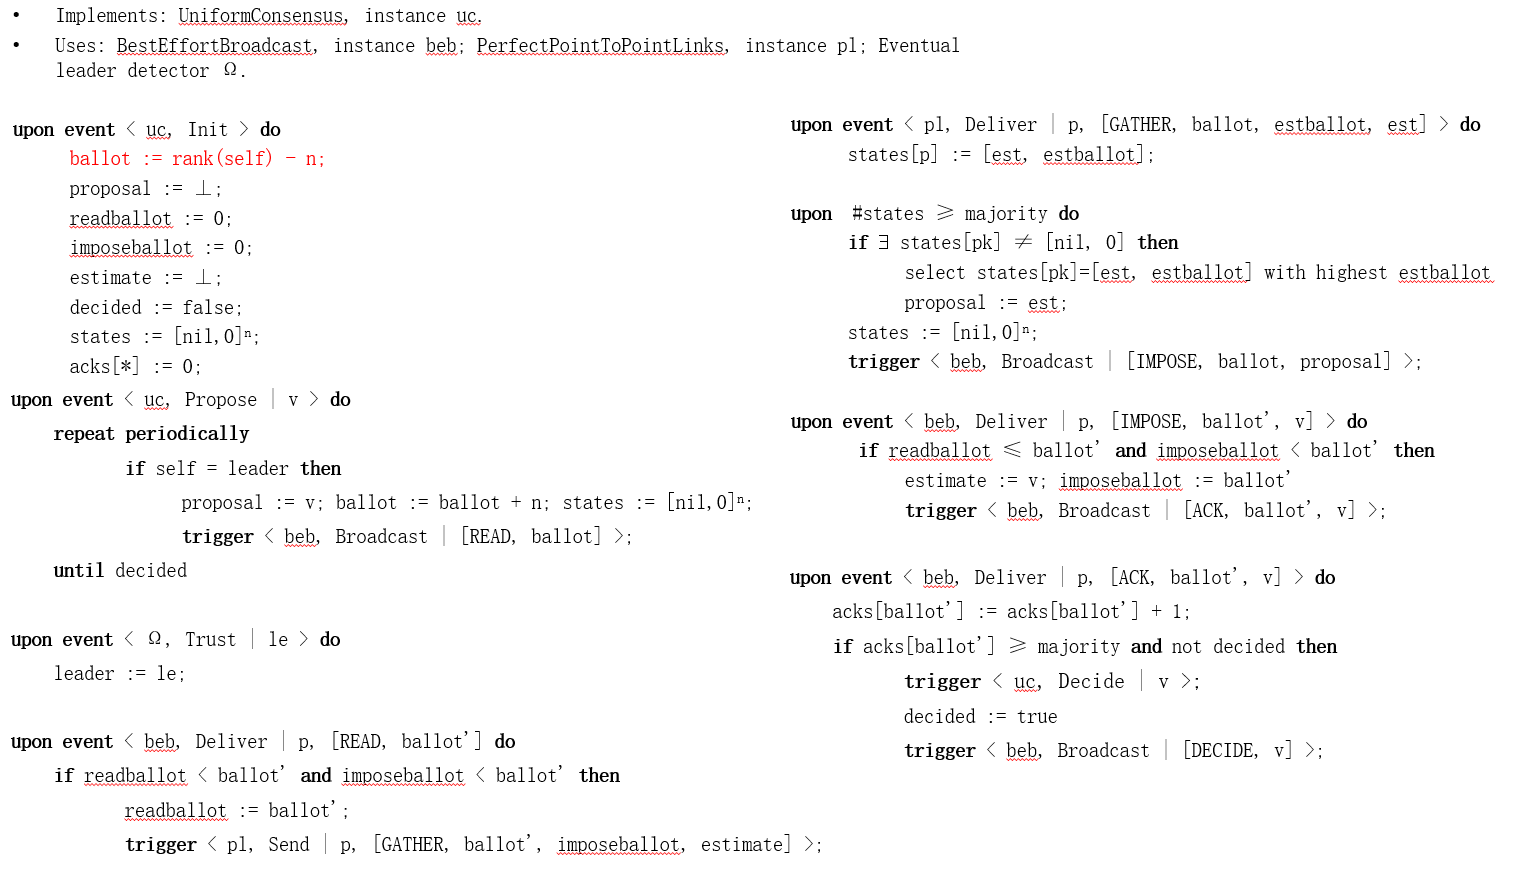 • Implements: UniformConsensus, instance uc.
• Uses: BestEffortBroadcast, instance beb; PerfectPointToPointLinks, instance pl; Eventual
leader detector Ω.
upon event < uc, Init > do
ballot := rank(self) - n;
proposal := ⊥;
readballot := 0;
imposeballot := 0;
estimate := ⊥;
decided := false;
states := [nil,0]ⁿ;
acks[*] := 0;
upon event < uc, Propose | v > do
repeat periodically
if self = leader then
proposal := v; ballot := ballot + n; states := [nil,0]ⁿ;
trigger < beb, Broadcast | [READ, ballot] >;
until decided
upon event < Ω, Trust | le > do
leader := le;
upon event < beb, Deliver | p, [READ, ballot’] do
if readballot < ballot’ and imposeballot < ballot’ then
readballot := ballot’;
trigger < pl, Send | p, [GATHER, ballot’, imposeballot, estimate] >;
upon event < pl, Deliver | p, [GATHER, ballot, estballot, est] > do
states[p] := [est, estballot];
upon #states ≥ majority do
if ∃ states[pk] ≠ [nil, 0] then
select states[pk]=[est, estballot] with highest estballot
proposal := est;
states := [nil,0]ⁿ;
trigger < beb, Broadcast | [IMPOSE, ballot, proposal] >;
upon event < beb, Deliver | p, [IMPOSE, ballot’, v] > do
if readballot ≤ ballot’ and imposeballot < ballot’ then
estimate := v; imposeballot := ballot’
trigger < beb, Broadcast | [ACK, ballot’, v] >;
upon event < beb, Deliver | p, [ACK, ballot’, v] > do
acks[ballot’] := acks[ballot’] + 1;
if acks[ballot’] ≥ majority and not decided then
trigger < uc, Decide | v >;
decided := true
trigger < beb, Broadcast | [DECIDE, v] >;